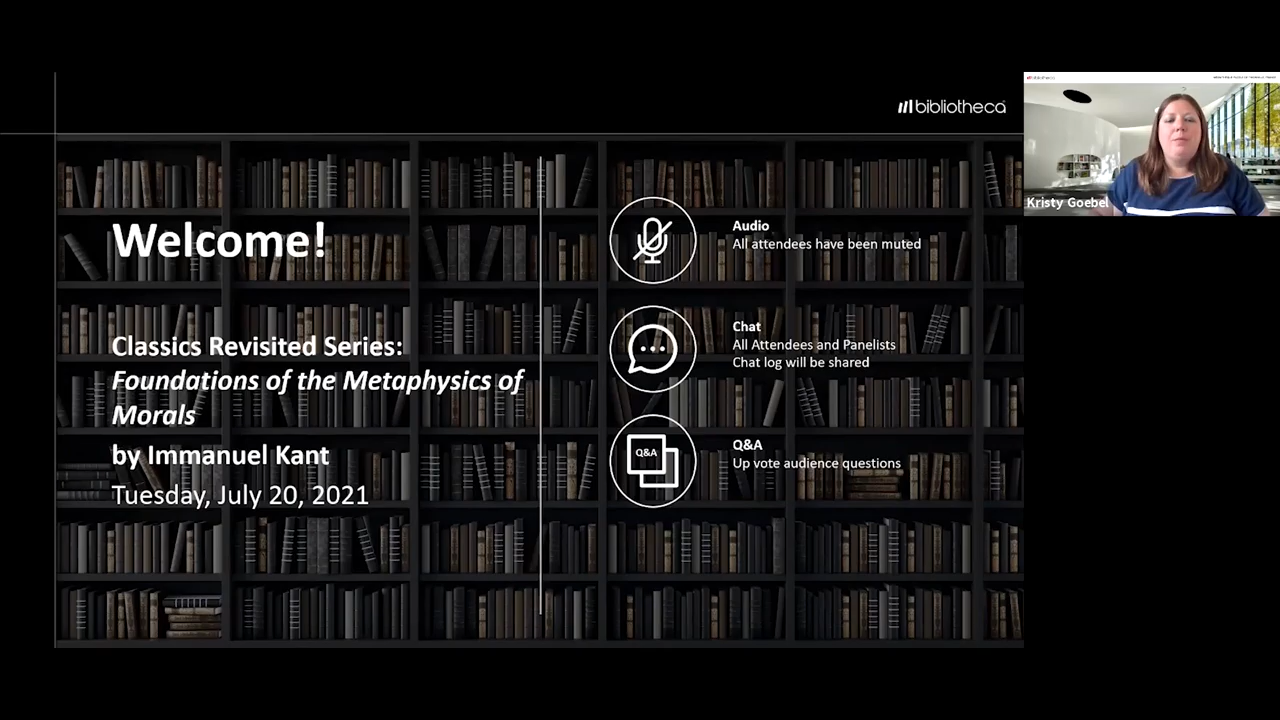 bibliotheca
Welcome!
Classics Revisited Series:
Foundations of the Metaphysics of
Morals
by Immanuel Kant
Tuesday, July 20, 2021
Audio
All attendees have been muted
Chat
All Attendees and Panelists
Chat log will be shared
Q&A
Q&A
Up vote audience questions
Kristy Goebel